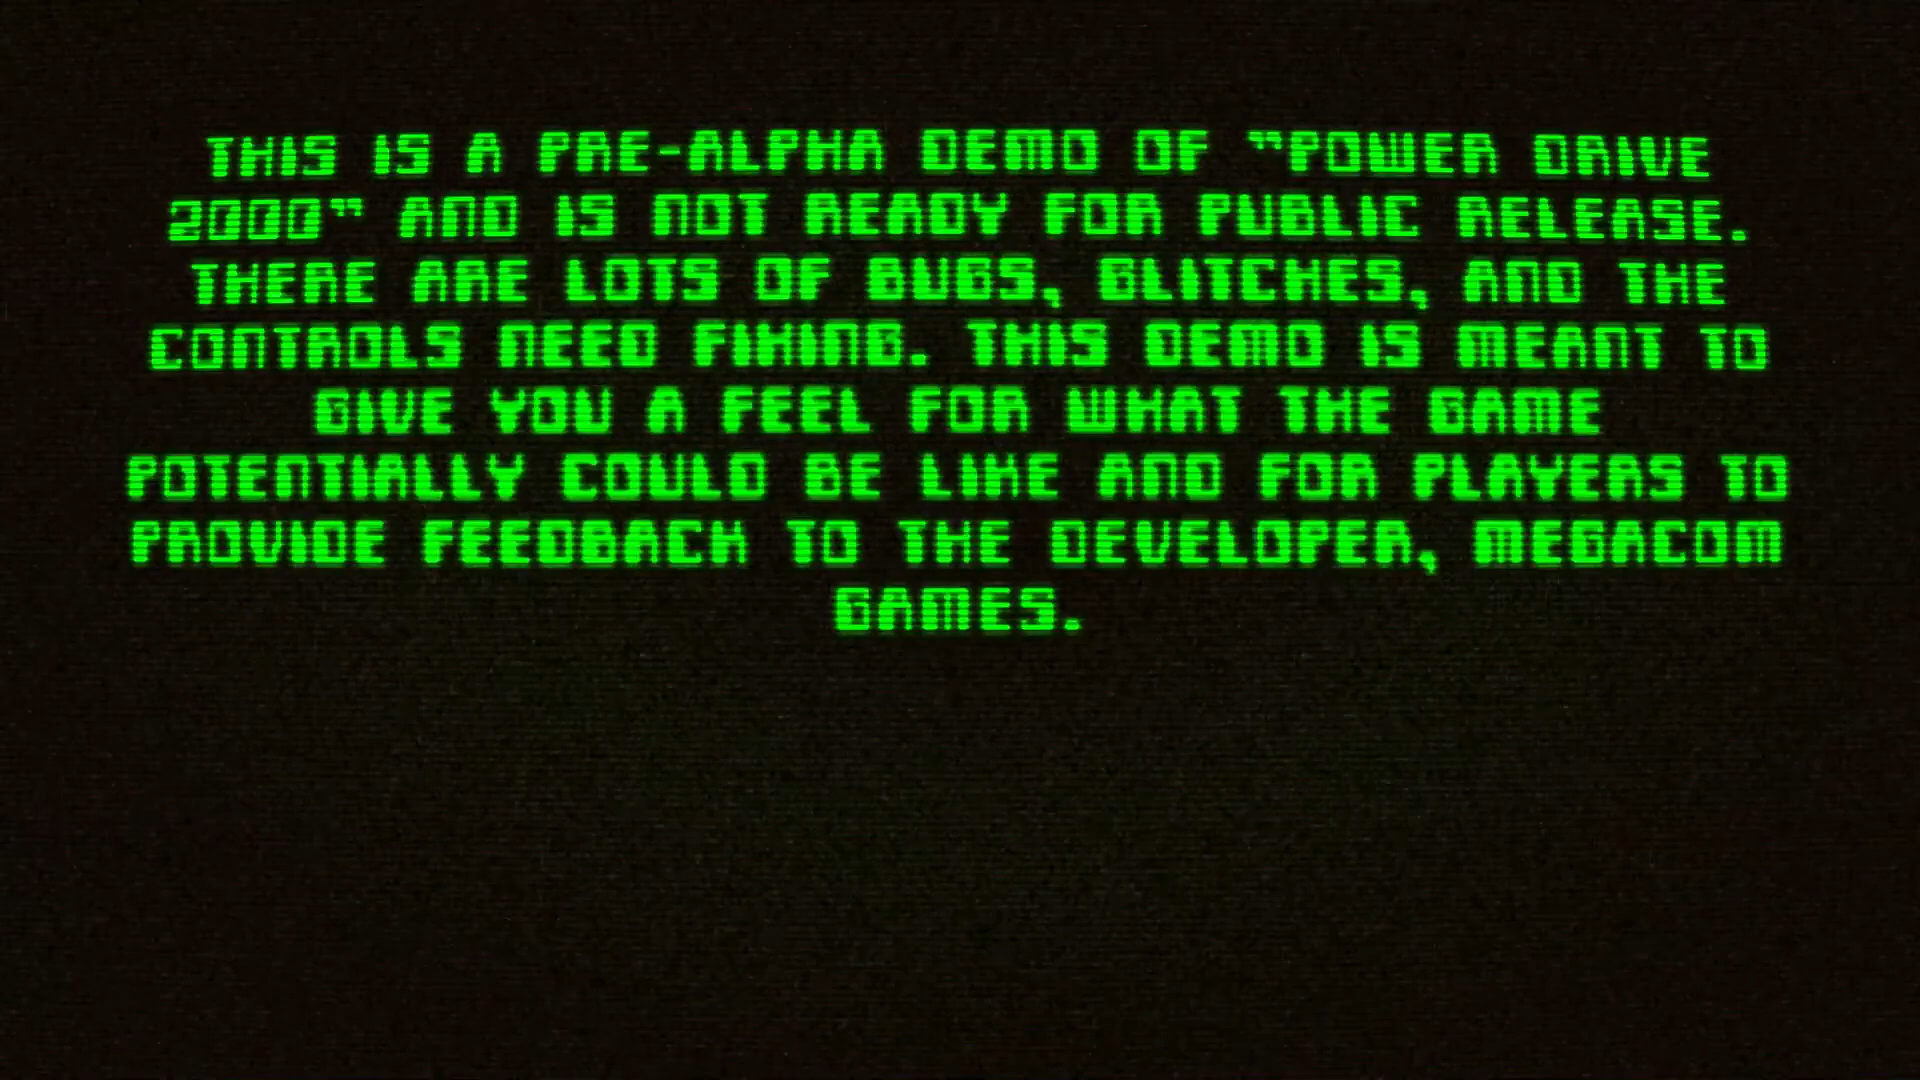 THIS IS A PRE-ALPHA DEMO OF "POWER DRIVE
2000" AND IS NOT READY FOR PUBLIC RELEASE.
THERE ARE LOTS OF BUGS, GLITCHES, AND THE
CONTROLS NEED FIXING. THIS DEMO IS MEANT TO
GIVE YOU A FEEL FOR WHAT THE GAME
POTENTIALLY COULD BE LIKE AND FOR PLAYERS TO
PROVIDE FEEDBACK TO THE DEVELOPER, MEGACOM
GAMES.